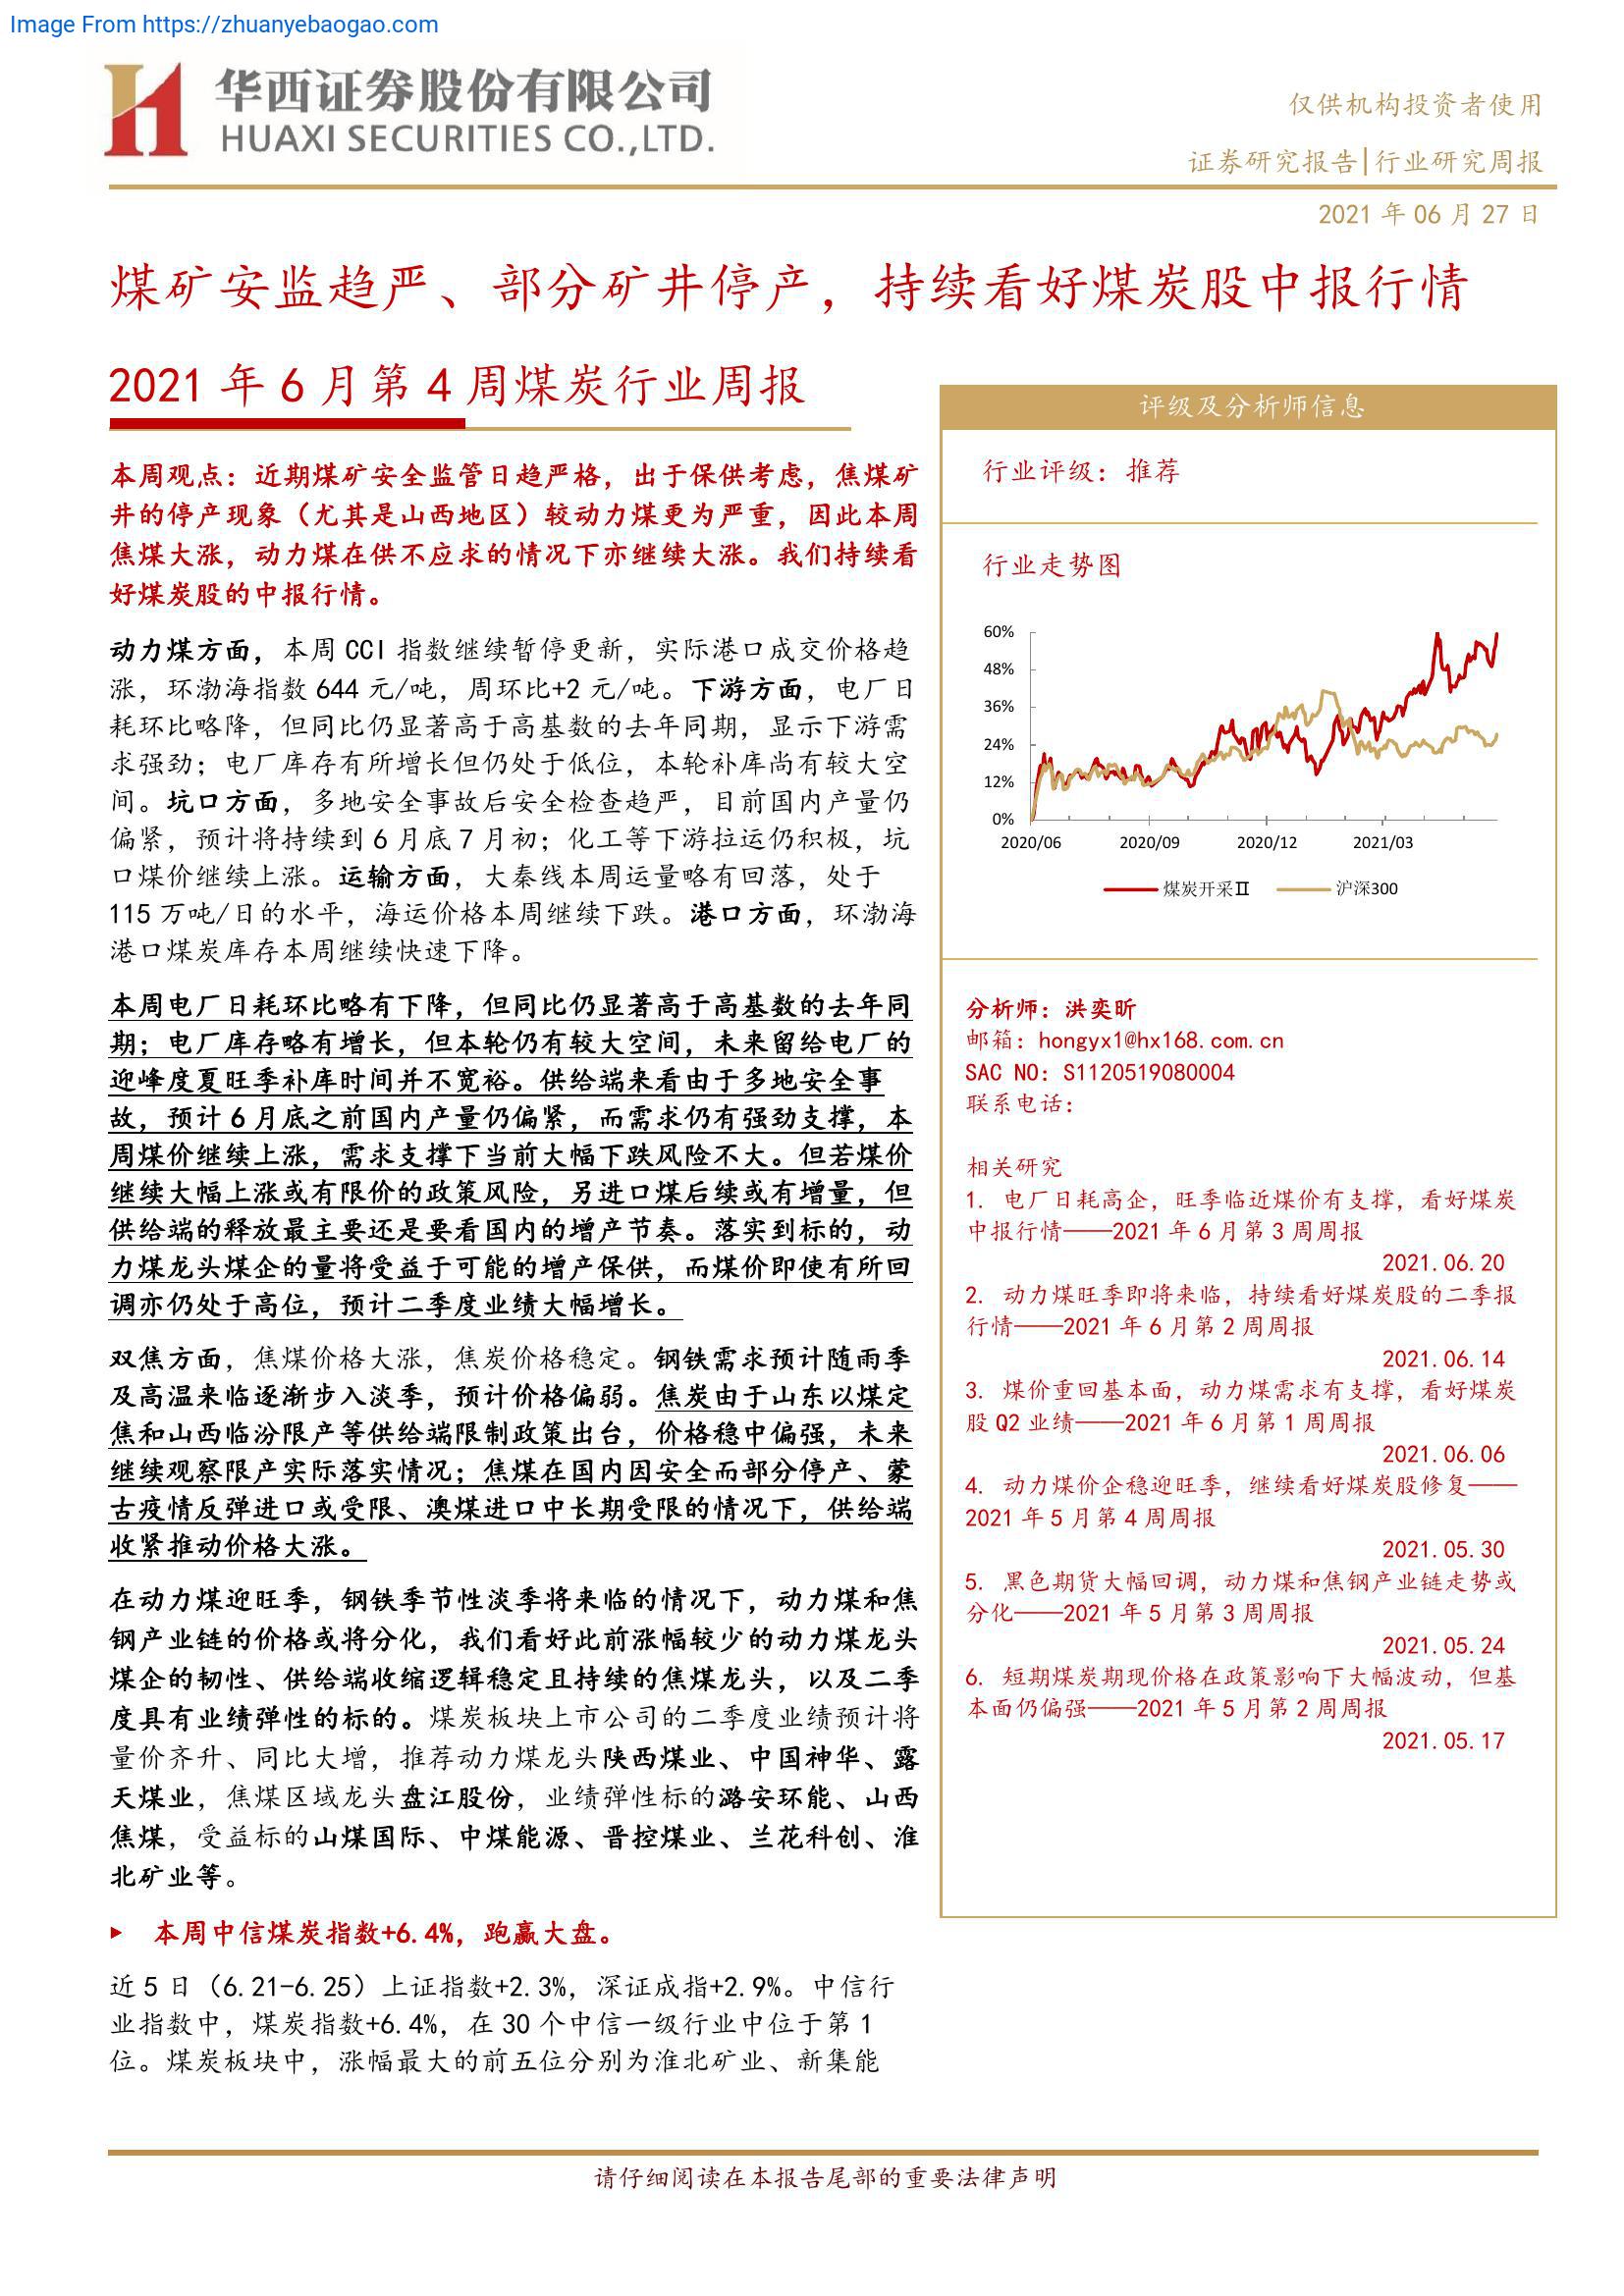 Image From https://zhuanyebaogao.com
华西证券股份有限公司
HUAXI SECURITIES CO.,LTD.
仅供机构投资者使用
证券研究报告|行业研究周报
2021 年 06 月 27 日
煤矿安监趋严、部分矿井停产，持续看好煤炭股中报行情
2021 年 6 月第 4 周煤炭行业周报
本周观点：近期煤矿安全监管日趋严格，出于保供考虑，焦煤矿
井的停产现象（尤其是山西地区）较动力煤更为严重，因此本周
焦煤大涨，动力煤在供不应求的情况下亦继续大涨。我们持续看
好煤炭股的中报行情。
动力煤方面，本周 CCI 指数继续暂停更新，实际港口成交价格趋
涨，环渤海指数 644 元/吨，周环比+2 元/吨。下游方面，电厂日
耗环比略降，但同比仍显著高于高基数的去年同期，显示下游需
求强劲；电厂库存有所增长但仍处于低位，本轮补库尚有较大空
间。坑口方面，多地安全事故后安全检查趋严，目前国内产量仍
偏紧，预计将持续到 6 月底 7 月初；化工等下游拉运仍积极，坑
口煤价继续上涨。运输方面，大秦线本周运量略有回落，处于
115 万吨/日的水平，海运价格本周继续下跌。港口方面，环渤海
港口煤炭库存本周继续快速下降。
本周电厂日耗环比略有下降，但同比仍显著高于高基数的去年同
期；电厂库存略有增长，但本轮仍有较大空间，未来留给电厂的
迎峰度夏旺季补库时间并不宽裕。供给端来看由于多地安全事
故，预计 6 月底之前国内产量仍偏紧，而需求仍有强劲支撑，本
周煤价继续上涨，需求支撑下当前大幅下跌风险不大。但若煤价
继续大幅上涨或有限价的政策风险，另进口煤后续或有增量，但
供给端的释放最主要还是要看国内的增产节奏。落实到标的，动
力煤龙头煤企的量将受益于可能的增产保供，而煤价即使有所回
调亦仍处于高位，预计二季度业绩大幅增长。
双焦方面，焦煤价格大涨，焦炭价格稳定。钢铁需求预计随雨季
及高温来临逐渐步入淡季，预计价格偏弱。焦炭由于山东以煤定
焦和山西临汾限产等供给端限制政策出台，价格稳中偏强，未来
继续观察限产实际落实情况；焦煤在国内因安全而部分停产、蒙
古疫情反弹进口或受限、澳煤进口中长期受限的情况下，供给端
收紧推动价格大涨。
在动力煤迎旺季，钢铁季节性淡季将来临的情况下，动力煤和焦
钢产业链的价格或将分化，我们看好此前涨幅较少的动力煤龙头
煤企的韧性、供给端收缩逻辑稳定且持续的焦煤龙头，以及二季
度具有业绩弹性的标的。煤炭板块上市公司的二季度业绩预计将
量价齐升、同比大增，推荐动力煤龙头陕西煤业、中国神华、露
天煤业，焦煤区域龙头盘江股份，业绩弹性标的潞安环能、山西
焦煤，受益标的山煤国际、中煤能源、晋控煤业、兰花科创、淮
北矿业等。
▶ 本周中信煤炭指数+6.4%，跑赢大盘。
近 5 日（6.21-6.25）上证指数+2.3%，深证成指+2.9%。中信行
业指数中，煤炭指数+6.4%，在 30 个中信一级行业中位于第 1
位。煤炭板块中，涨幅最大的前五位分别为淮北矿业、新集能
评级及分析师信息
行业评级：推荐
行业走势图
60%
48%
36%
24%
12%
0%
2020/06 2020/09 2020/12 2021/03
煤炭开采Ⅱ 沪深300
分析师：洪奕昕
邮箱：hongyx1@hx168.com.cn
SAC NO：S1120519080004
联系电话：
相关研究
1. 电厂日耗高企，旺季临近煤价有支撑，看好煤炭
中报行情——2021 年 6 月第 3 周周报
2021.06.20
2. 动力煤旺季即将来临，持续看好煤炭股的二季报
行情——2021 年 6 月第 2 周周报
2021.06.14
3. 煤价重回基本面，动力煤需求有支撑，看好煤炭
股 Q2 业绩——2021 年 6 月第 1 周周报
2021.06.06
4. 动力煤价企稳迎旺季，继续看好煤炭股修复——
2021 年 5 月第 4 周周报
2021.05.30
5. 黑色期货大幅回调，动力煤和焦钢产业链走势或
分化——2021 年 5 月第 3 周周报
2021.05.24
6. 短期煤炭期现价格在政策影响下大幅波动，但基
本面仍偏强——2021 年 5 月第 2 周周报
2021.05.17
请仔细阅读在本报告尾部的重要法律声明